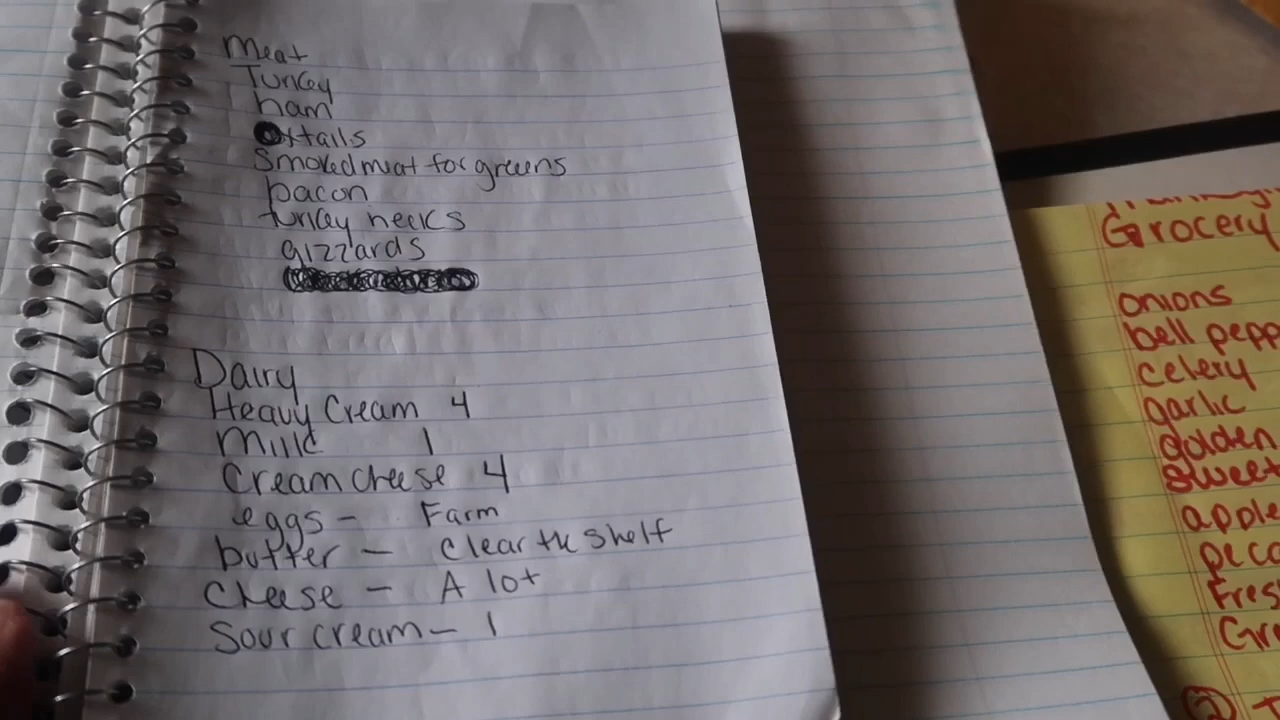 Meat
Turkey
ham
oxtails
Smoked meat for greens
bacon
turkey necks
gizzards
Dairy
Heavy Cream 4
Milk 1
Cream cheese 4
eggs - Farm
butter - clear the shelf
Cheese - A lot
Sour cream - 1
Grocery
onions
bell pepp
celery
garlic
golden
sweet
apple
peca
Fres
Gr